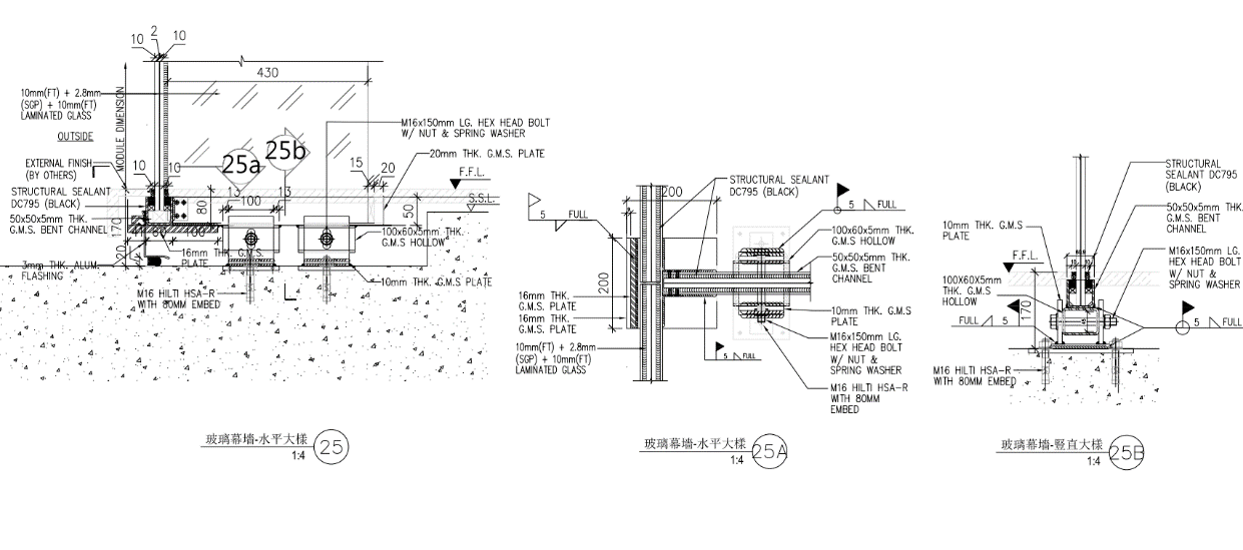 2
10
10
430
10mm(FT) + 2.8mm
(SGP) + 10mm(FT)
LAMINATED GLASS
MODULE DIMENSION
OUTSIDE
EXTERNAL FINISH
(BY OTHERS)
STRUCTURAL SEALANT
DC795 (BLACK)
50x50x5mm THK.
G.M.S. BENT CHANNEL
3mm THK. ALUM.
FLASHING
10
10
170
20
80
100
80
25a
25b
13
100
13
15
20
50
M16x150mm LG. HEX HEAD BOLT
W/ NUT & SPRING WASHER
20mm THK. G.M.S. PLATE
F.F.L.
S.S.L.
100x60x5mm THK.
G.M.S HOLLOW
16mm THK. G.M.S.
PLATE
10mm THK. G.M.S PLATE
M16 HILTI HSA-R
WITH 80MM EMBED
玻璃幕墙-水平大樣
25
1:4
STRUCTURAL SEALANT
DC795 (BLACK)
200
5
FULL
5
FULL
100x60x5mm THK.
G.M.S HOLLOW
50x50x5mm THK.
G.M.S. BENT
CHANNEL
200
16mm THK.
G.M.S. PLATE
16mm THK.
G.M.S. PLATE
10mm THK. G.M.S
PLATE
10mm(FT) + 2.8mm
(SGP) + 10mm(FT)
LAMINATED GLASS
5
FULL
M16x150mm LG.
HEX HEAD BOLT
W/ NUT &
SPRING WASHER
M16 HILTI HSA-R
WITH 80MM
EMBED
玻璃幕墙-水平大樣
25A
1:4
STRUCTURAL
SEALANT DC795
(BLACK)
50x50x5mm THK.
G.M.S. BENT
CHANNEL
10mm THK. G.M.S
PLATE
F.F.L.
M16x150mm LG.
HEX HEAD BOLT
W/ NUT &
SPRING WASHER
100x60x5mm
THK. G.M.S
HOLLOW
170
FULL
5
5
FULL
M16 HILTI HSA-R
WITH 80MM EMBED
玻璃幕墙-竖直大樣
25B
1:4